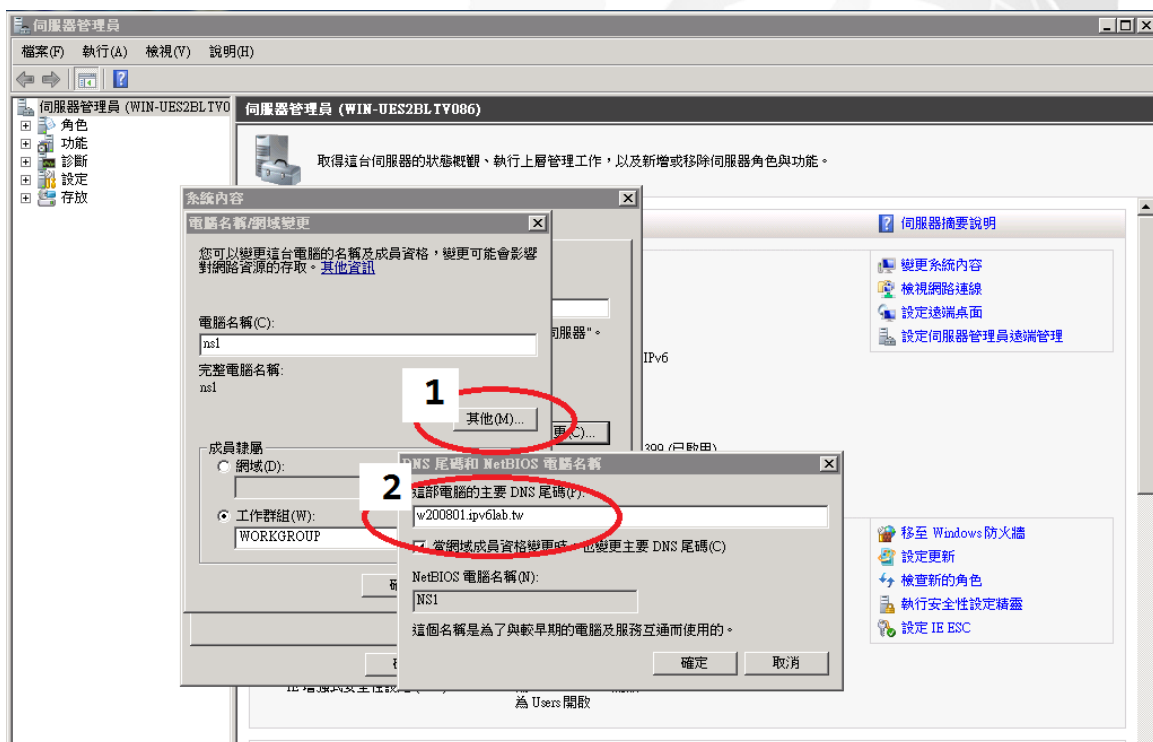 伺服器管理員
檔案(F) 執行(A) 檢視(V) 說明(H)
伺服器管理員 (WIN-UES2BLTV0
角色
功能
診斷
設定
存放
伺服器管理員 (WIN-UES2BLTV086)
取得這台伺服器的狀態概觀、執行上層管理工作，以及新增或移除伺服器角色與功能。
系統內容
電腦名稱/網域變更
您可以變更這台電腦的名稱及成員資格，變更可能會影響
對網路資源的存取。其他資訊
電腦名稱(C):
ns1
完整電腦名稱:
ns1
1
其他(M)...
成員隸屬
網域(D):
工作群組(W):
WORKGROUP
伺服器"。
更(C)...
IPv6
399 (已啟用)
DNS 尾碼和 NetBIOS 電腦名稱
2
這部電腦的主要 DNS 尾碼(P):
w200801.ipv6lab.tw
當網域成員資格變更時，也變更主要 DNS 尾碼(C)
NetBIOS 電腦名稱(N):
NS1
這個名稱是為了與較早期的電腦及服務互通而使用的。
確定 取消
為 Users 開啟
伺服器摘要說明
變更系統內容
檢視網路連線
設定遠端桌面
設定伺服器管理員遠端管理
移至 Windows 防火牆
設定更新
檢查新的角色
執行安全性設定精靈
設定 IE ESC